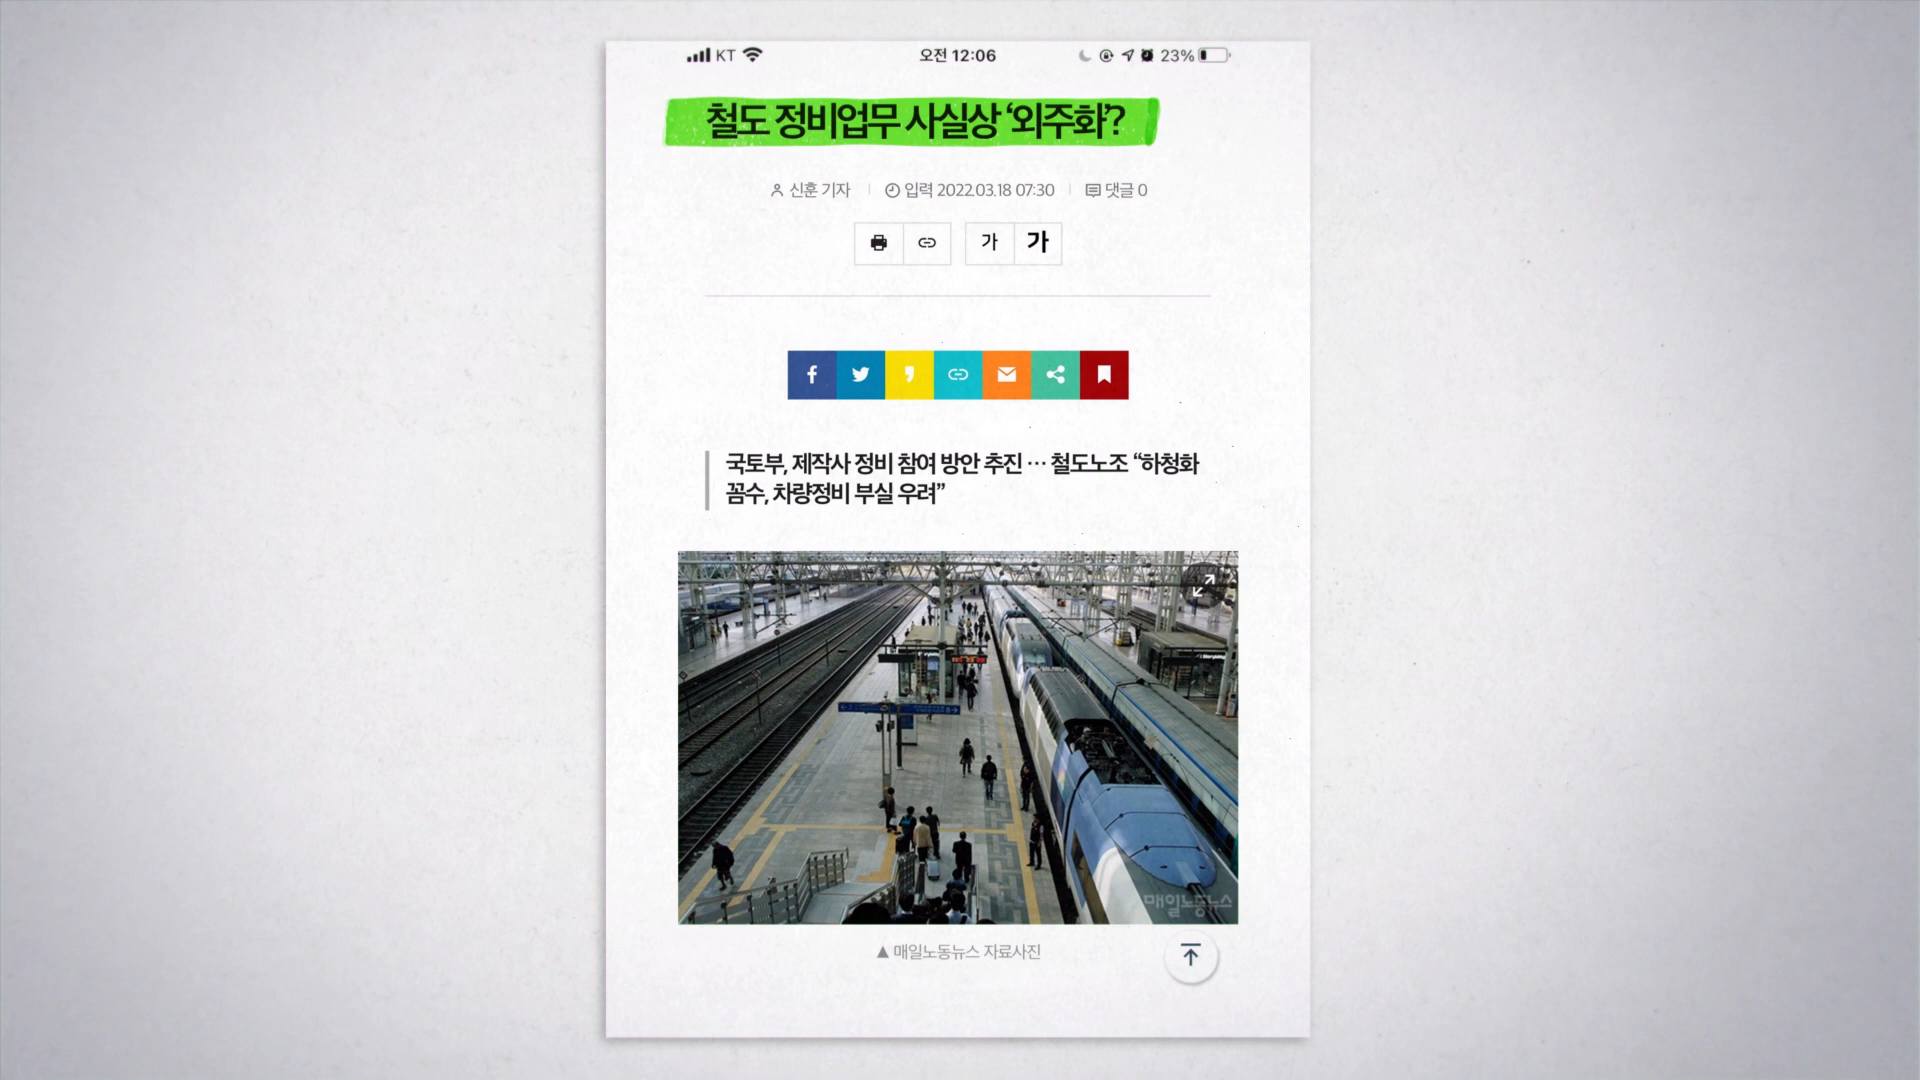 KT 오전 12:06 23%
철도 정비업무 사실상 ‘외주화’?
신훈 기자 입력 2022.03.18 07:30 댓글 0
가 가
국토부, 제작사 정비 참여 방안 추진 … 철도노조 “하청화
꼼수, 차량정비 부실 우려”
매일노동뉴스
▲ 매일노동뉴스 자료사진